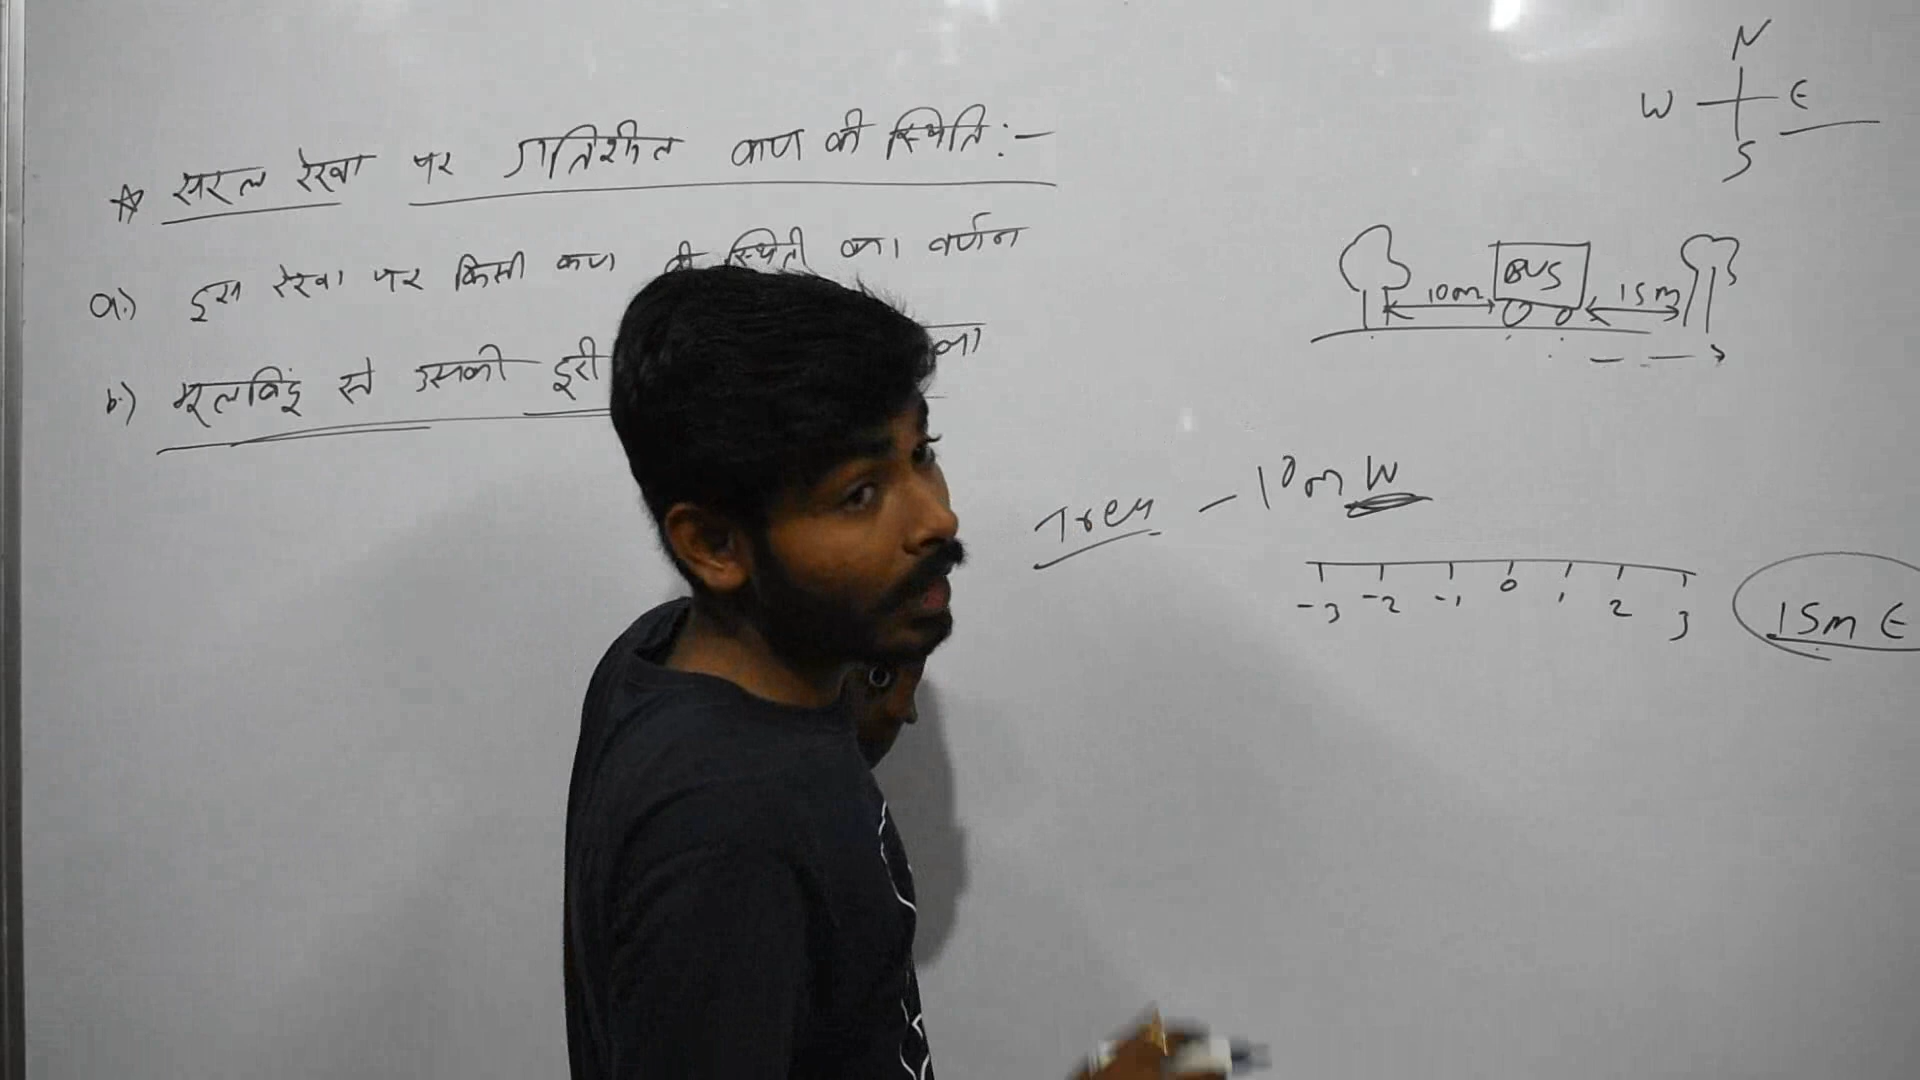 * सरल रेखा पर गतिशील कण की स्थिति :-
a.) इस रेखा पर किसी कण की स्थिती का वर्णन
b.) मूलबिंदु से उसकी दूरी
N
W E
S
BUS
10m 15m
Tree - 10m W
-3 -2 -1 0 1 2 3
15m E